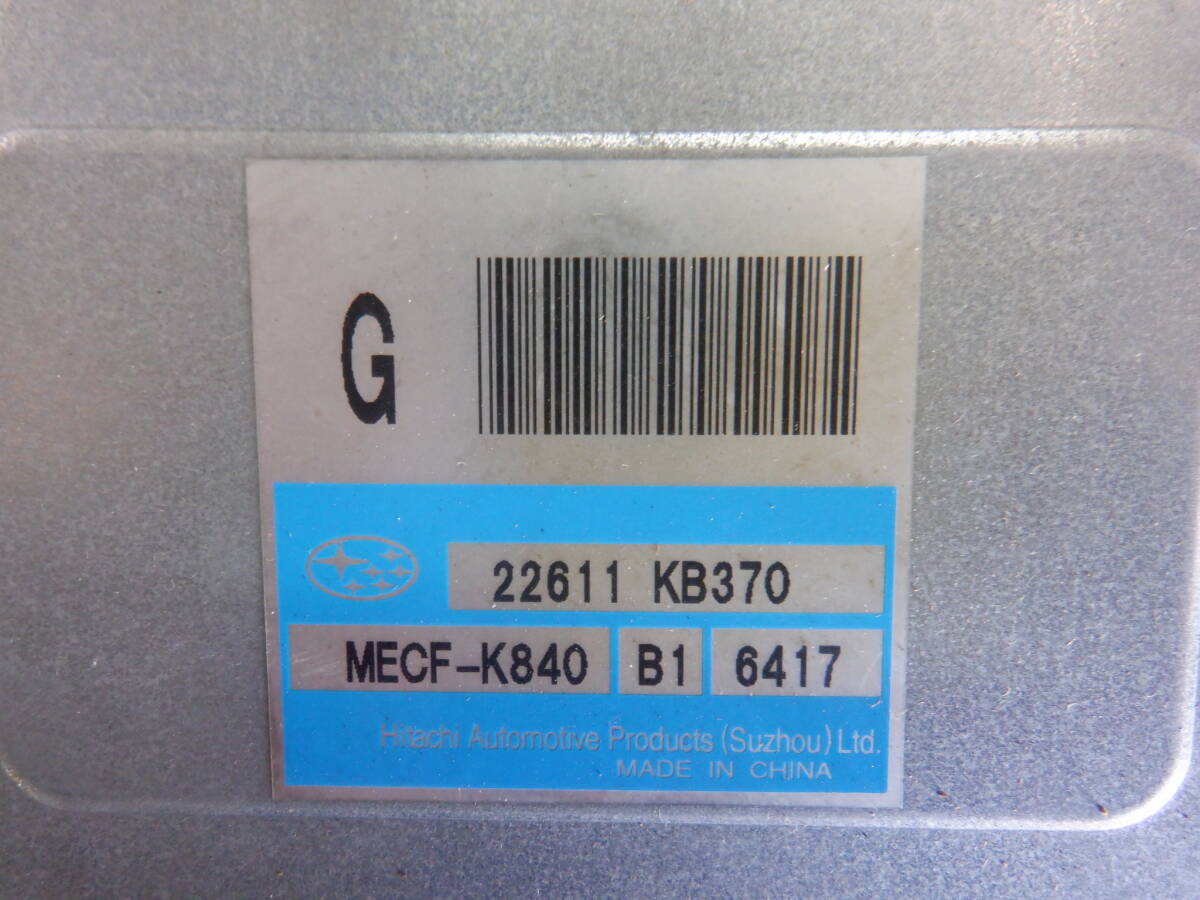 G
22611 KB370
MECF-K840 B1 6417
Hitachi Automotive Products (Suzhou) Ltd.
MADE IN CHINA